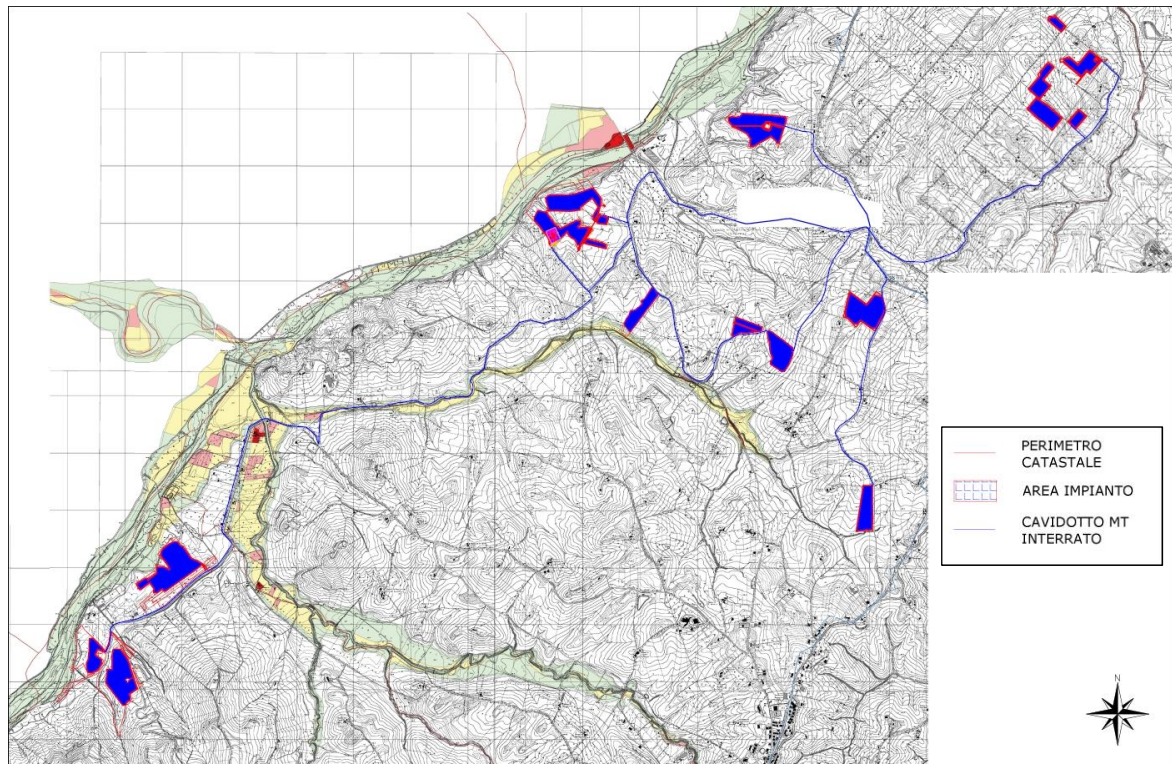 PERIMETRO
CATASTALE
AREA IMPIANTO
CAVIDOTTO MT
INTERRATO
N